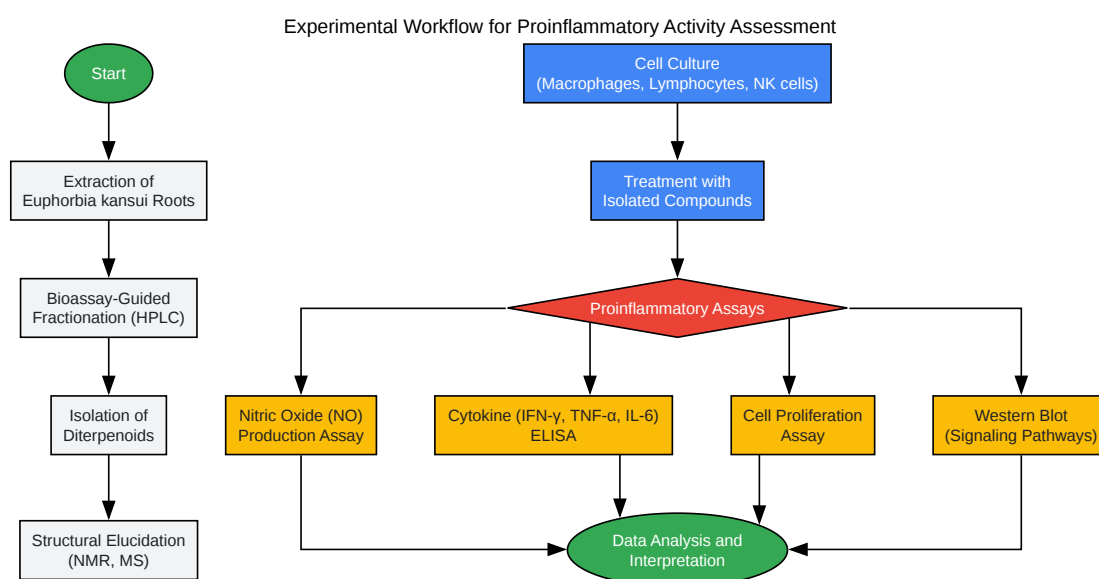 Experimental Workflow for Proinflammatory Activity Assessment
Start
Extraction of
Euphorbia kansui Roots
Bioassay-Guided
Fractionation (HPLC)
Isolation of
Diterpenoids
Structural Elucidation
(NMR, MS)
Cell Culture
(Macrophages, Lymphocytes, NK cells)
Treatment with
Isolated Compounds
Proinflammatory Assays
Nitric Oxide (NO)
Production Assay
Cytokine (IFN-γ, TNF-α, IL-6)
ELISA
Cell Proliferation
Assay
Western Blot
(Signaling Pathways)
Data Analysis and
Interpretation